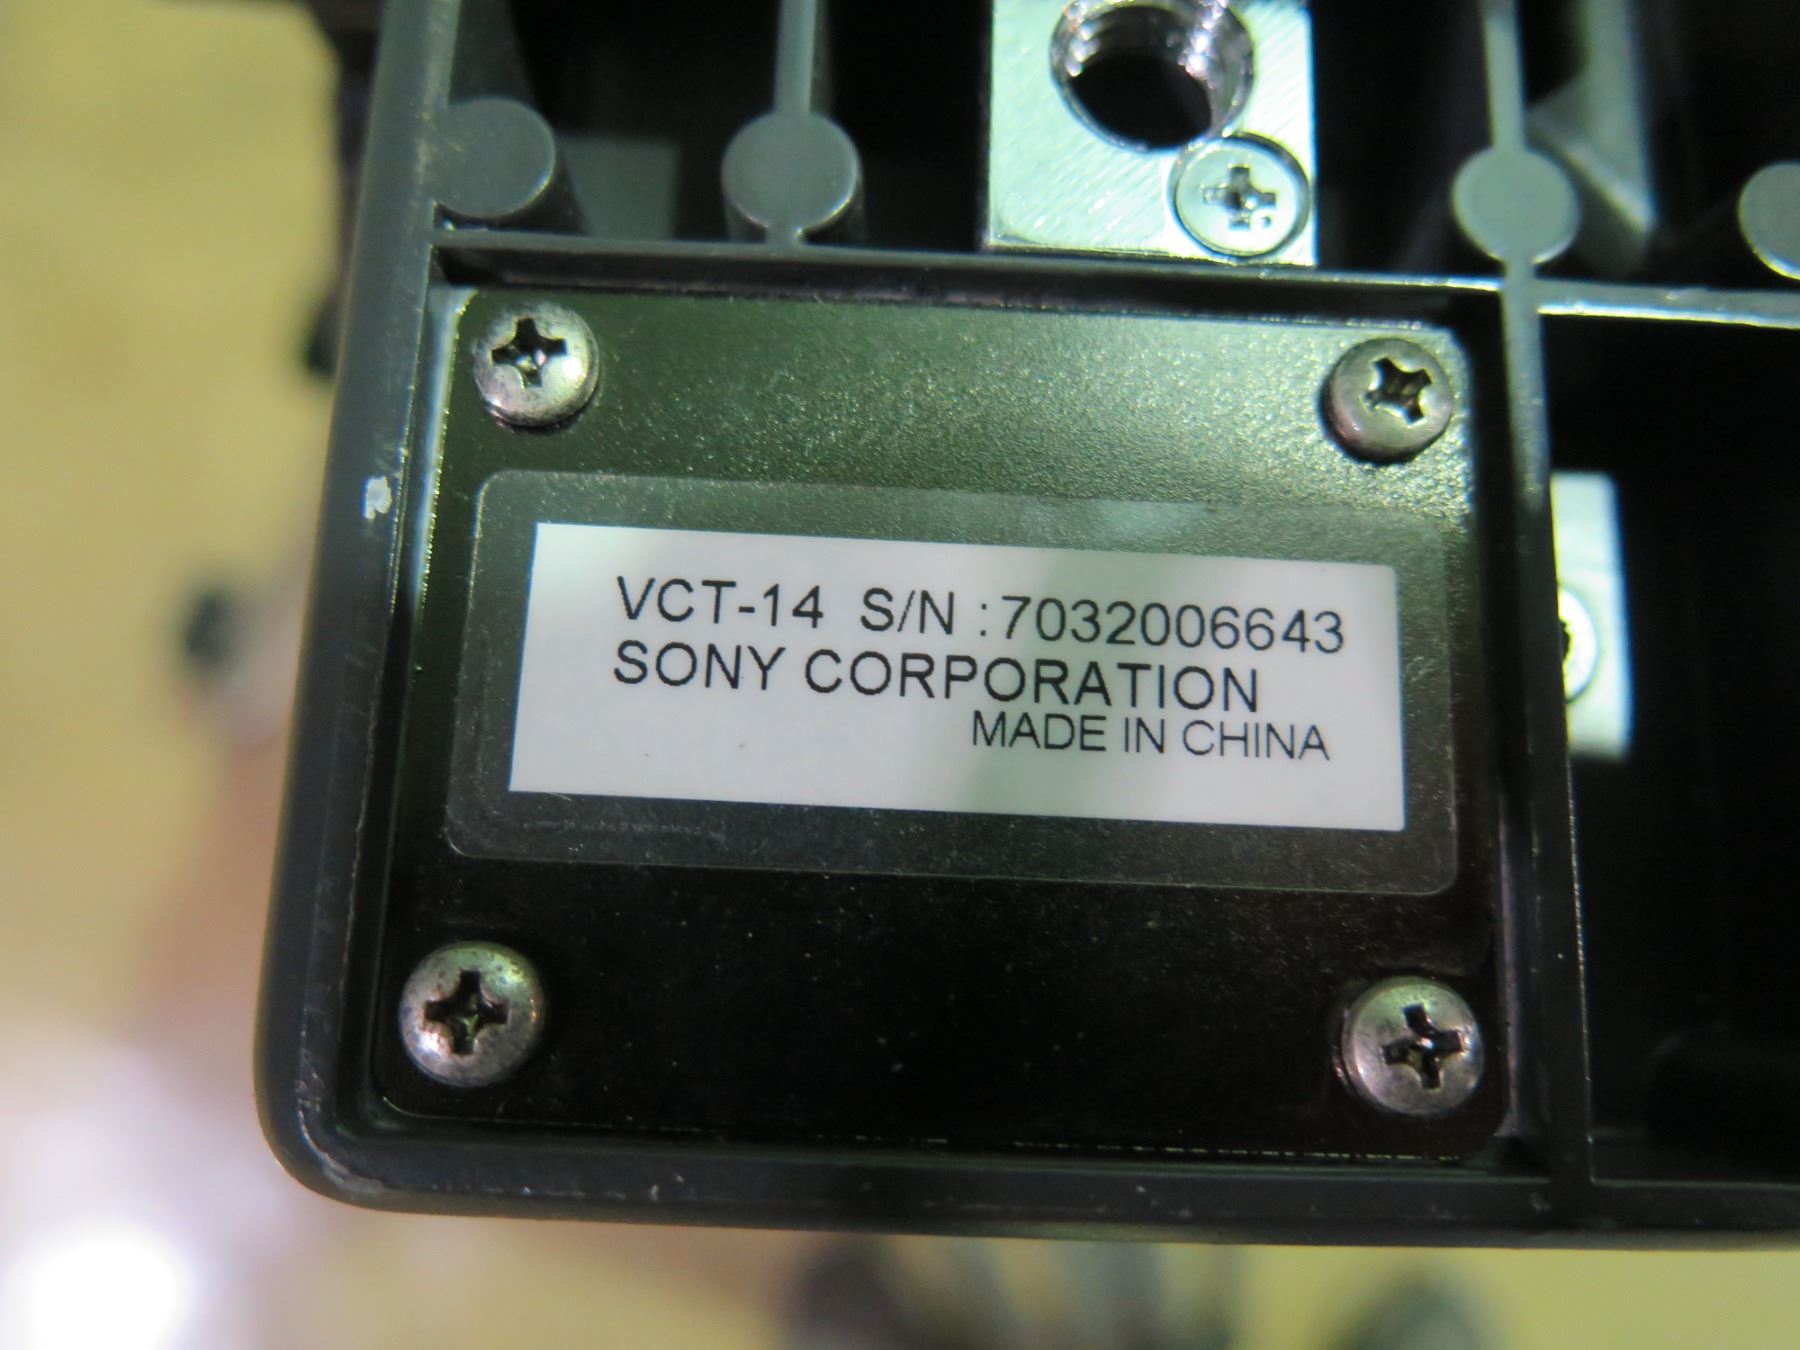 VCT-14 S/N :7032006643
SONY CORPORATION
MADE IN CHINA